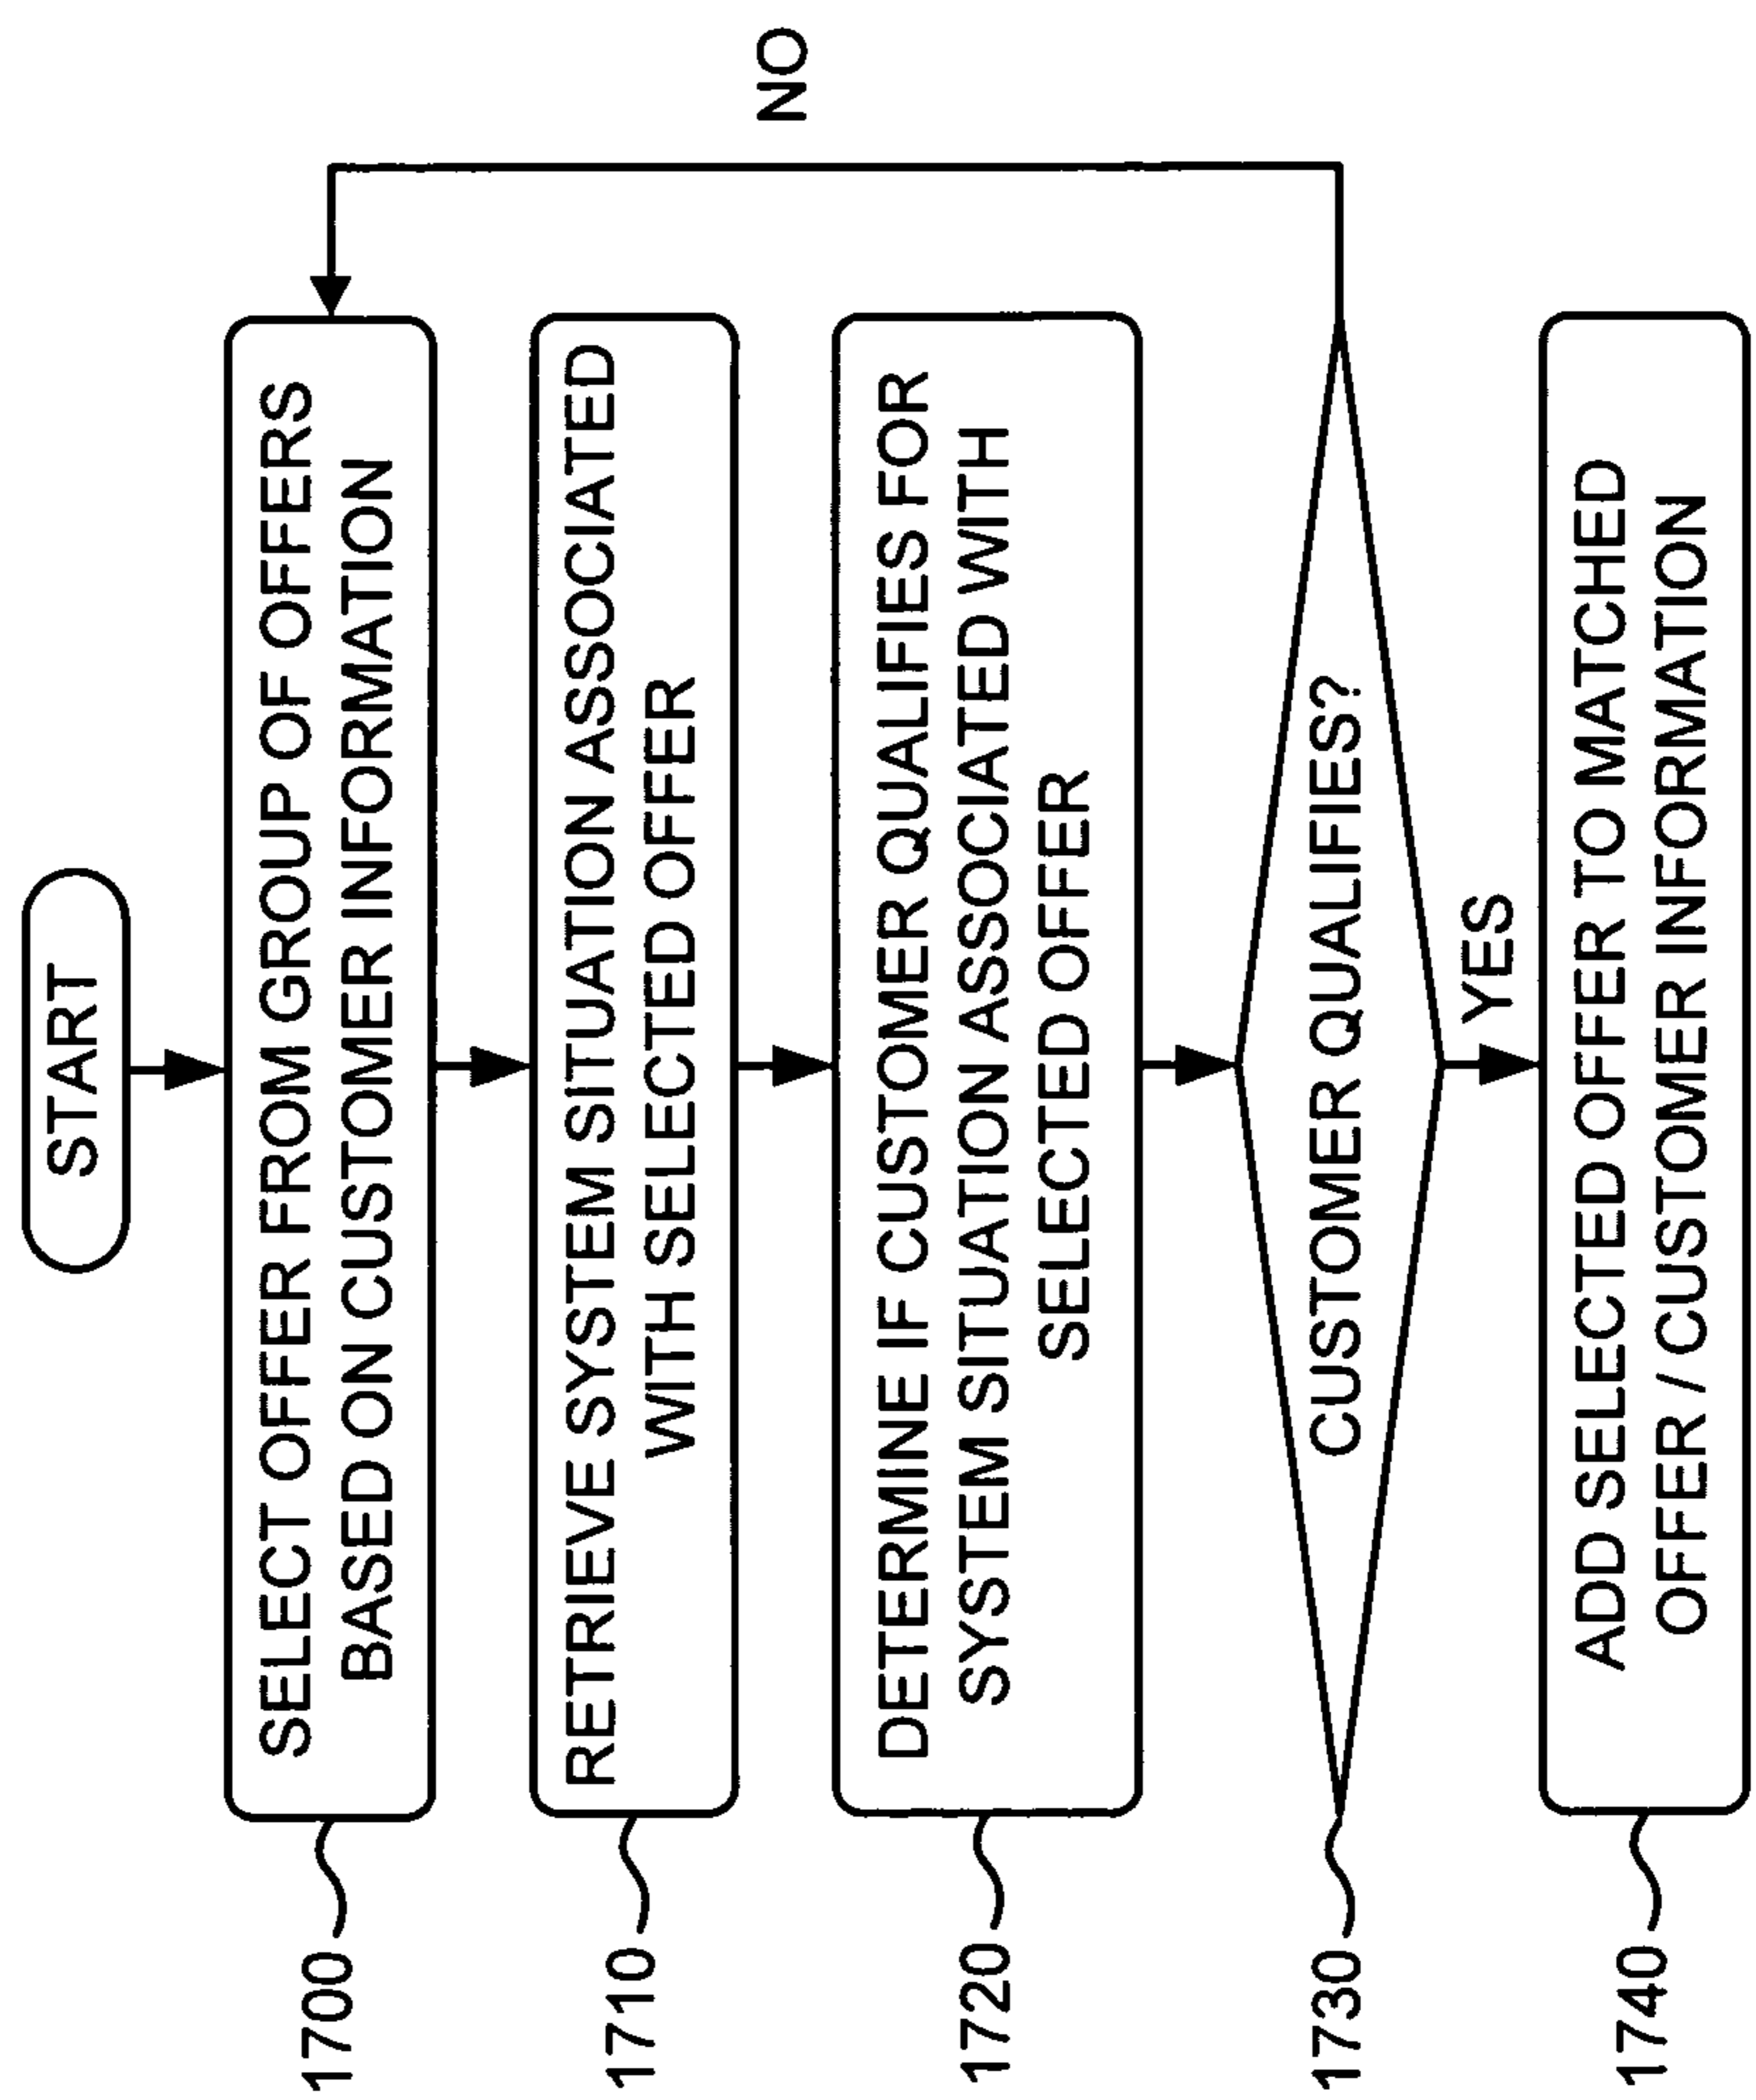 START
1700
SELECT OFFER FROM GROUP OF OFFERS
BASED ON CUSTOMER INFORMATION
1710
RETRIEVE SYSTEM SITUATION ASSOCIATED
WITH SELECTED OFFER
1720
DETERMINE IF CUSTOMER QUALIFIES FOR
SYSTEM SITUATION ASSOCIATED WITH
SELECTED OFFER
1730
CUSTOMER QUALIFIES?
NO
YES
1740
ADD SELECTED OFFER TO MATCHED
OFFER / CUSTOMER INFORMATION